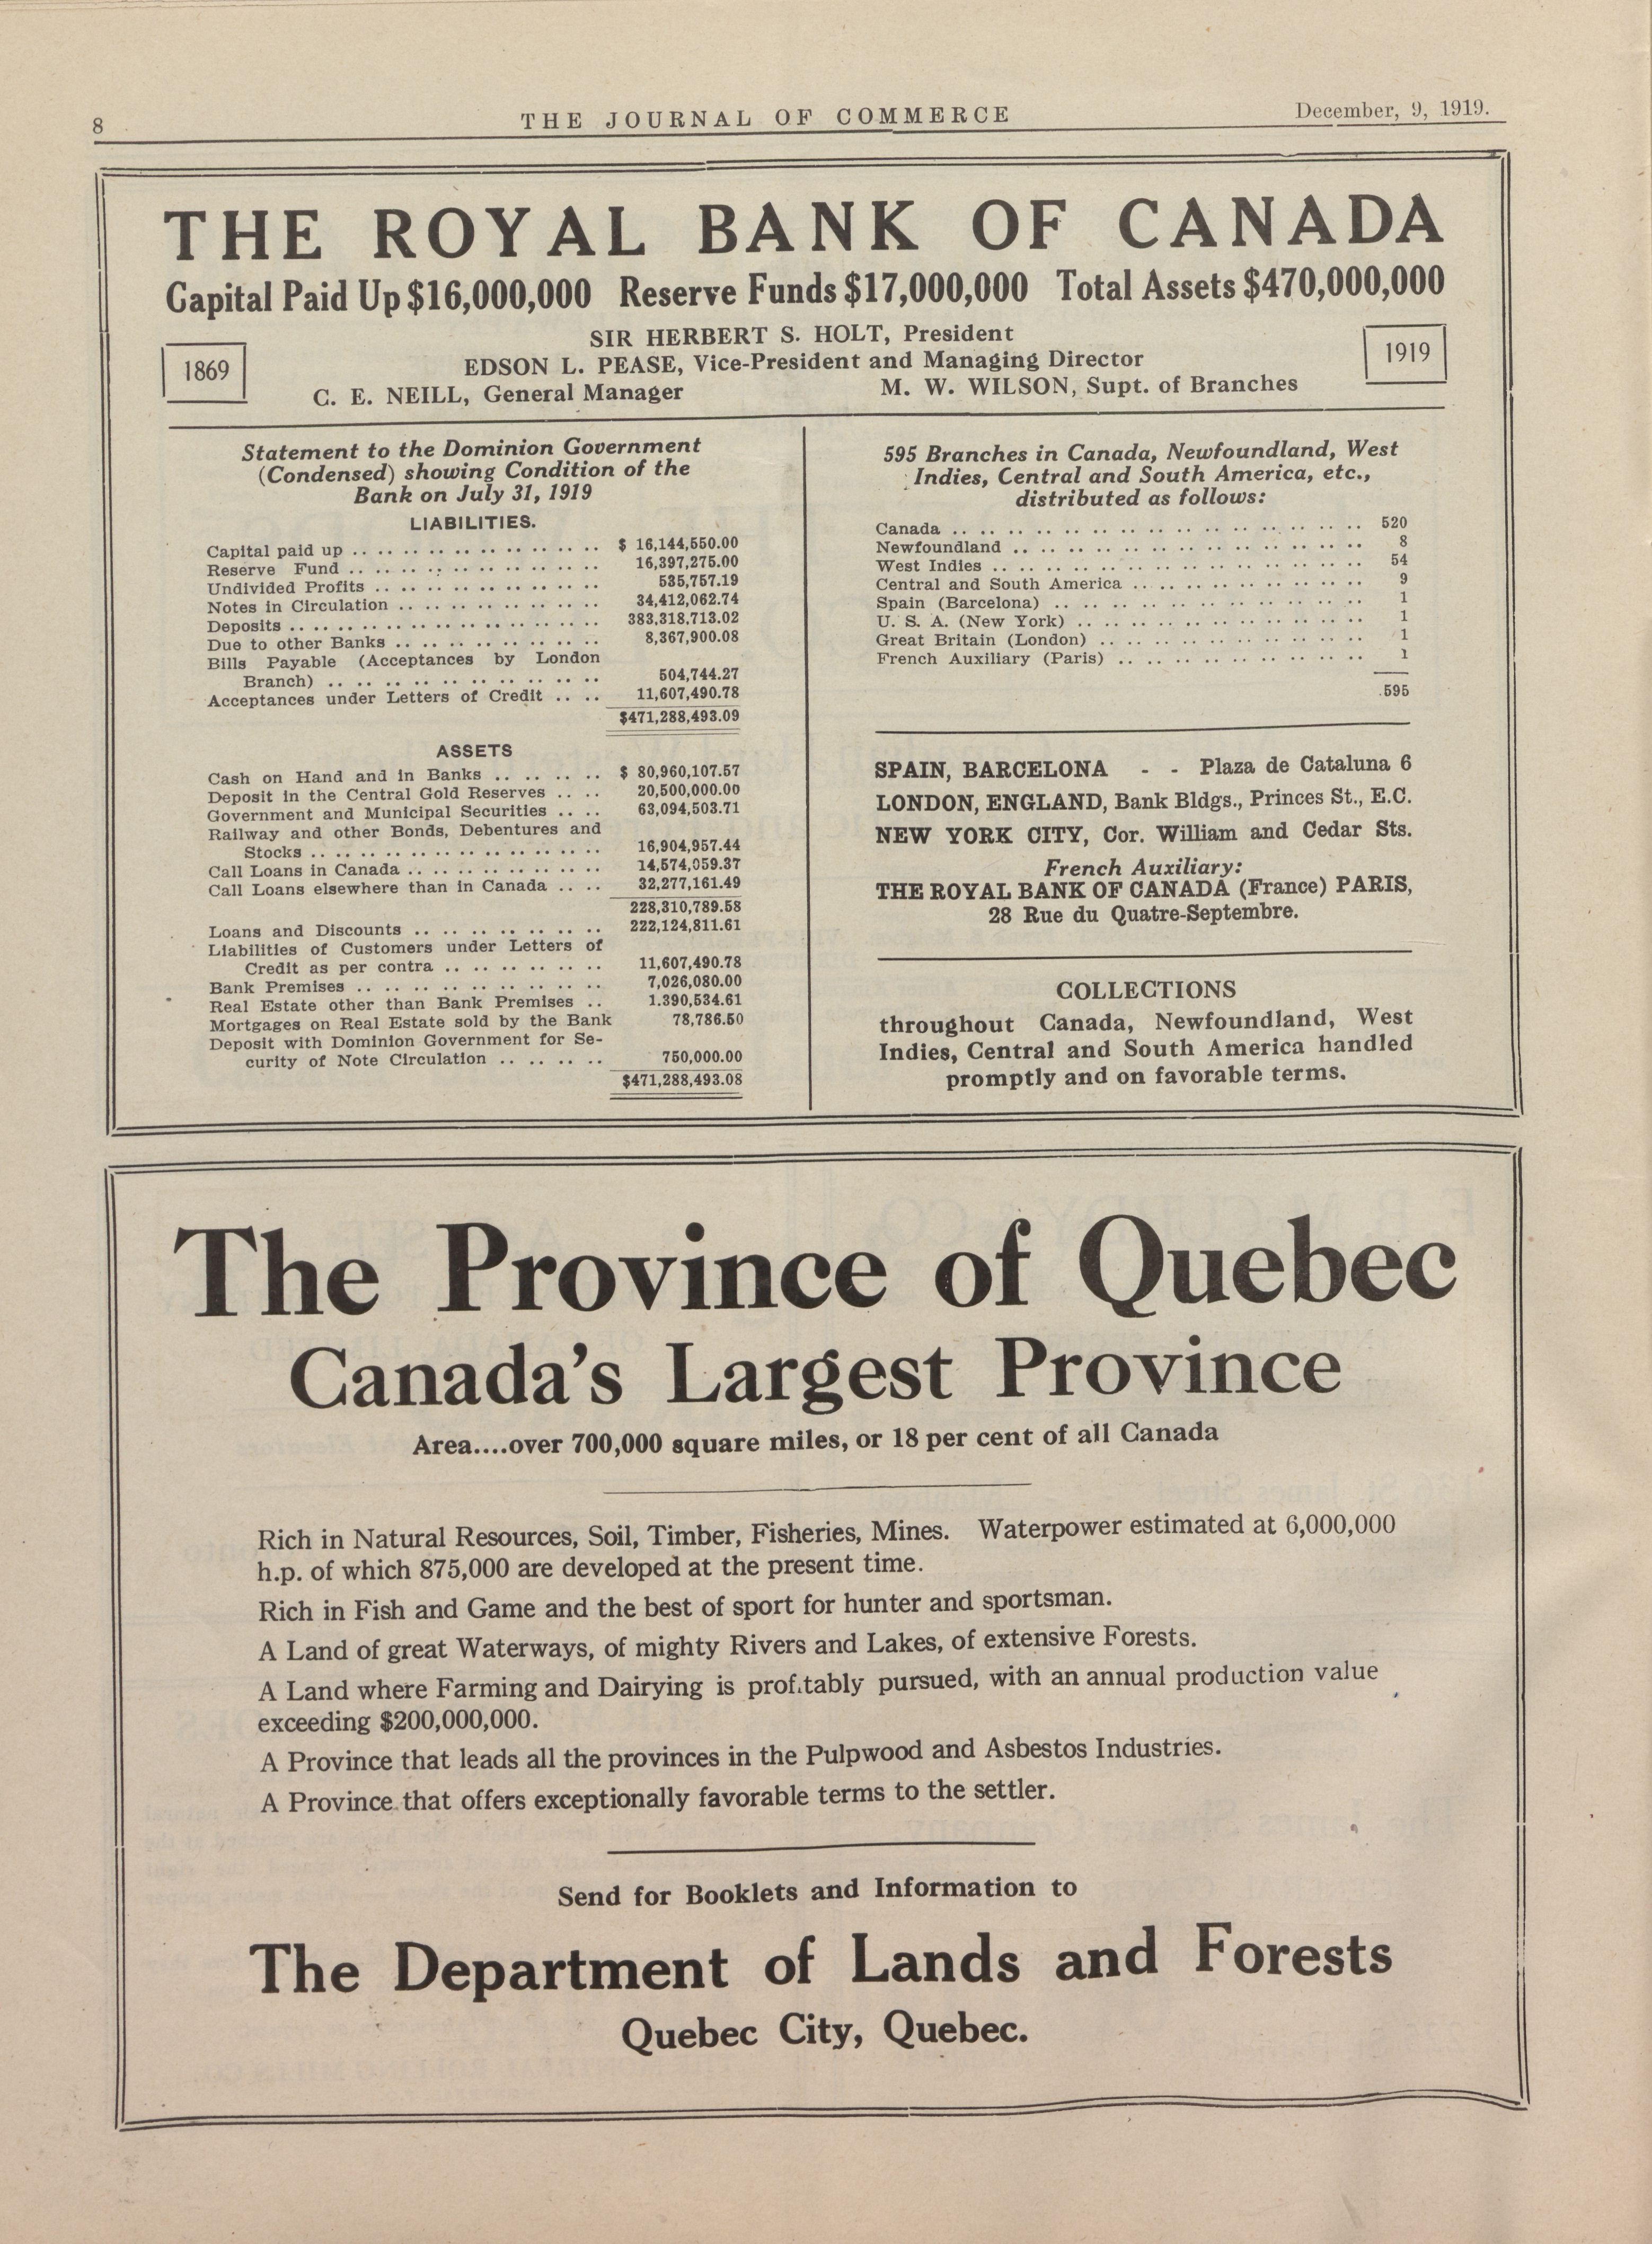 8
THE JOURNAL OF COMMERCE
December, 9, 1919.
THE ROYAL BANK OF CANADA
Capital Paid Up $16,000,000 Reserve Funds $17,000,000 Total Assets $470,000,000
SIR HERBERT S. HOLT, President
1869
EDSON L. PEASE, Vice-President and Managing Director
1919
C. E. NEILL, General Manager
M. W. WILSON, Supt. of Branches
Statement to the Dominion Government
(Condensed) showing Condition of the
Bank on July 31, 1919
LIABILITIES.
Capital paid up .. .. .. .. .. .. .. .. .. .. $ 16,144,550.00
Reserve Fund .. .. .. .. .. .. .. .. .. .. 16,397,275.00
Undivided Profits .. .. .. .. .. .. .. .. .. 535,757.19
Notes in Circulation .. .. .. .. .. .. .. .. 34,412,062.74
Deposits .. .. .. .. .. .. .. .. .. .. .. .. 383,318,713.02
Due to other Banks .. .. .. .. .. .. .. .. 8,367,900.08
Bills Payable (Acceptances by London
Branch) .. .. .. .. .. .. .. .. .. .. .. 504,744.27
Acceptances under Letters of Credit .. .. 11,607,490.78
$471,288,493.09
ASSETS
Cash on Hand and in Banks .. .. .. .. $ 80,960,107.57
Deposit in the Central Gold Reserves .. .. 20,500,000.00
Government and Municipal Securities .. .. 63,094,503.71
Railway and other Bonds, Debentures and
Stocks .. .. .. .. .. .. .. .. .. .. .. .. 16,904,957.44
Call Loans in Canada .. .. .. .. .. .. .. .. 14,574,059.37
Call Loans elsewhere than in Canada .. .. 32,277,161.49
228,310,789.58
Loans and Discounts .. .. .. .. .. .. .. .. 222,124,811.61
Liabilities of Customers under Letters of
Credit as per contra .. .. .. .. .. .. 11,607,490.78
Bank Premises .. .. .. .. .. .. .. .. .. .. 7,026,080.00
Real Estate other than Bank Premises .. 1.390,534.61
Mortgages on Real Estate sold by the Bank 78,786.50
Deposit with Dominion Government for Se-
curity of Note Circulation .. .. .. .. 750,000.00
$471,288,493.08
595 Branches in Canada, Newfoundland, West
Indies, Central and South America, etc.,
distributed as follows:
Canada .. .. .. .. .. .. .. .. .. .. .. .. .. .. .. 520
Newfoundland .. .. .. .. .. .. .. .. .. .. .. .. 8
West Indies .. .. .. .. .. .. .. .. .. .. .. .. .. 54
Central and South America .. .. .. .. .. .. .. .. 9
Spain (Barcelona) .. .. .. .. .. .. .. .. .. .. .. 1
U. S. A. (New York) .. .. .. .. .. .. .. .. .. .. 1
Great Britain (London) .. .. .. .. .. .. .. .. .. 1
French Auxiliary (Paris) .. .. .. .. .. .. .. .. .. 1
595
SPAIN, BARCELONA - - Plaza de Cataluna 6
LONDON, ENGLAND, Bank Bldgs., Princes St., E.C.
NEW YORK CITY, Cor. William and Cedar Sts.
French Auxiliary:
THE ROYAL BANK OF CANADA (France) PARIS,
28 Rue du Quatre-Septembre.
COLLECTIONS
throughout Canada, Newfoundland, West
Indies, Central and South America handled
promptly and on favorable terms.
The Province of Quebec
Canada's Largest Province
Area....over 700,000 square miles, or 18 per cent of all Canada
Rich in Natural Resources, Soil, Timber, Fisheries, Mines. Waterpower estimated at 6,000,000
h.p. of which 875,000 are developed at the present time.
Rich in Fish and Game and the best of sport for hunter and sportsman.
A Land of great Waterways, of mighty Rivers and Lakes, of extensive Forests.
A Land where Farming and Dairying is profitably pursued, with an annual production value
exceeding $200,000,000.
A Province that leads all the provinces in the Pulpwood and Asbestos Industries.
A Province that offers exceptionally favorable terms to the settler.
Send for Booklets and Information to
The Department of Lands and Forests
Quebec City, Quebec.